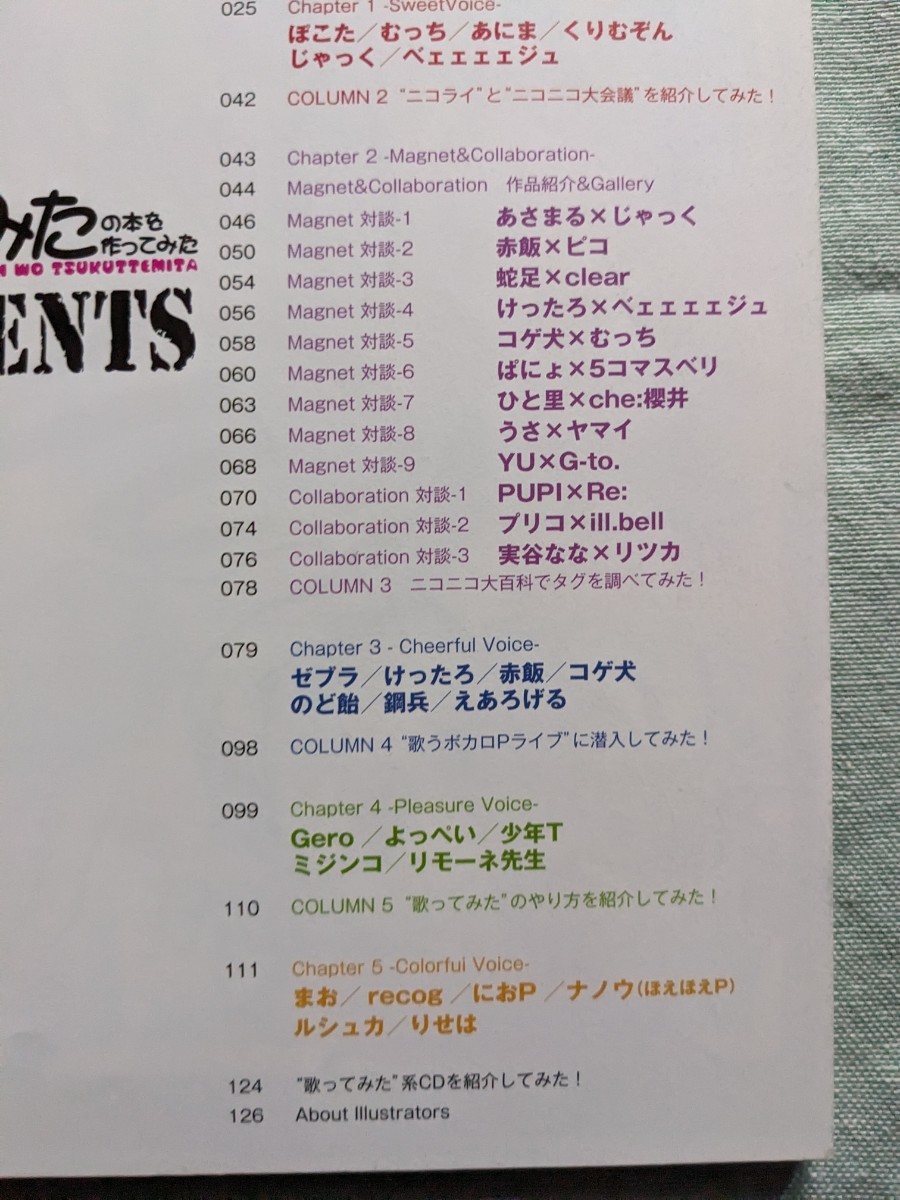 025 Chapter 1 -SweetVoice-
ぽこた／むっち／あにま／くりむぞん
じゃっく／ベェェェェジュ
042 COLUMN 2 “ニコライ”と“ニコニコ大会議”を紹介してみた！
043 Chapter 2 -Magnet&Collaboration-
044 Magnet&Collaboration 作品紹介&Gallery
046 Magnet 対談-1 あさまる×じゃっく
050 Magnet 対談-2 赤飯×ピコ
054 Magnet 対談-3 蛇足×clear
056 Magnet 対談-4 けったろ×ベェェェェジュ
058 Magnet 対談-5 コゲ犬×むっち
060 Magnet 対談-6 ぱにょ×5コマスベリ
063 Magnet 対談-7 ひと里×che:櫻井
066 Magnet 対談-8 うさ×ヤマイ
068 Magnet 対談-9 YU×G-to.
070 Collaboration 対談-1 PUPI×Re:
074 Collaboration 対談-2 プリコ×ill.bell
076 Collaboration 対談-3 実谷なな×リツカ
078 COLUMN 3 ニコニコ大百科でタグを調べてみた！
みたの本を
作ってみた
WO TSUKUTTEMITA
ENTS
079 Chapter 3 - Cheerful Voice-
ゼブラ／けったろ／赤飯／コゲ犬
のど飴／鋼兵／えあろげる
098 COLUMN 4 “歌うボカロPライブ”に潜入してみた！
099 Chapter 4 -Pleasure Voice-
Gero ／よっぺい／少年T
ミジンコ／リモーネ先生
110 COLUMN 5 “歌ってみた”のやり方を紹介してみた！
111 Chapter 5 -Colorful Voice-
まお／ recog ／におP ／ナノウ(ほえほえP)
ルシュカ／りせは
124 “歌ってみた”系CDを紹介してみた！
126 About Illustrators